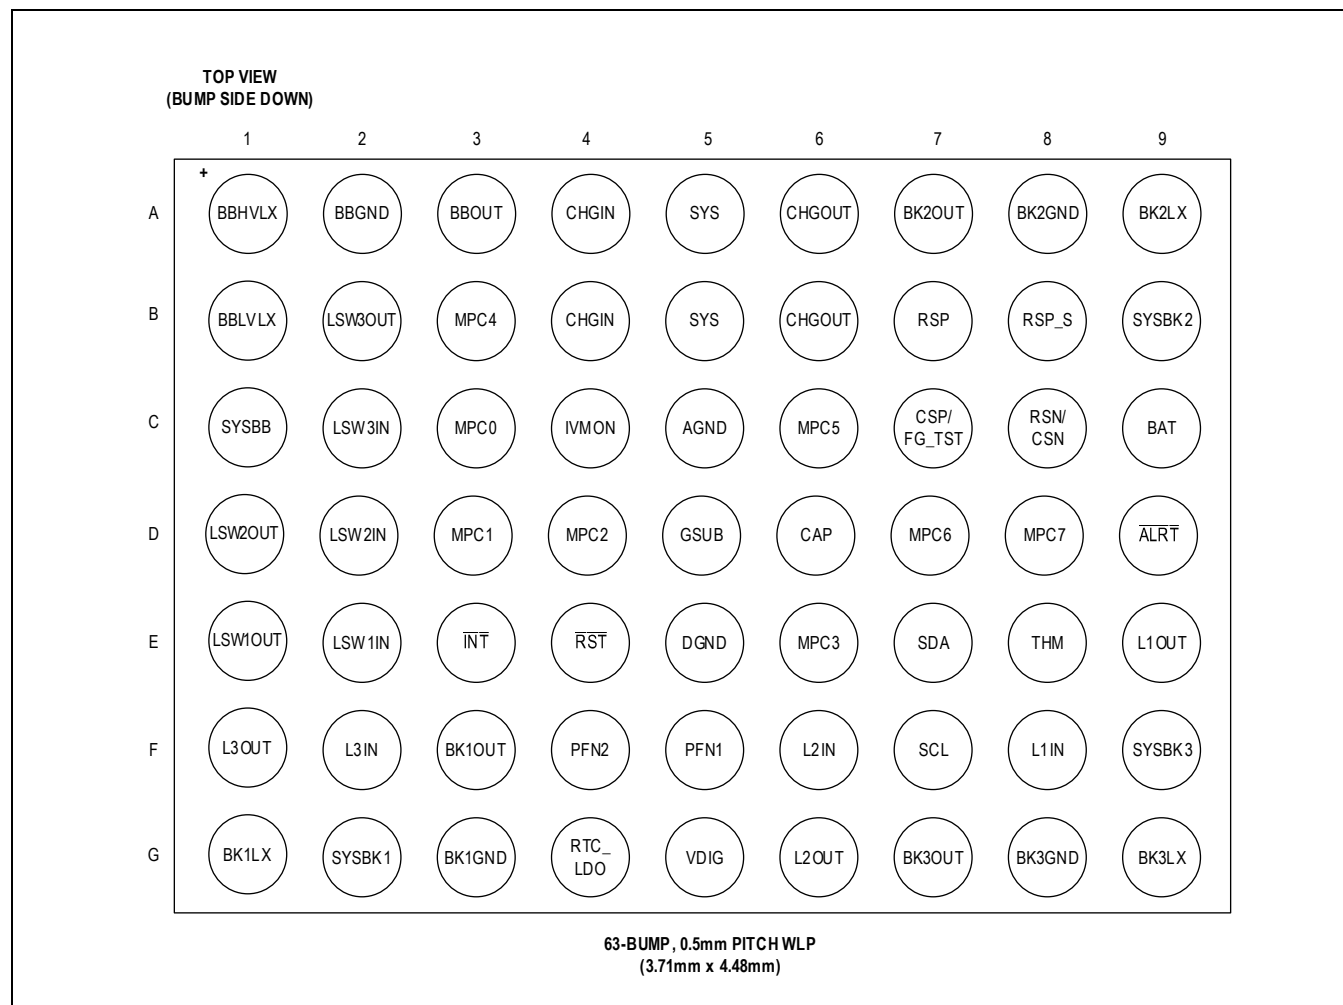 TOP VIEW
(BUMP SIDE DOWN)
1 2 3 4 5 6 7 8 9
+
A BBHVLX BBGND BBOUT CHGIN SYS CHGOUT BK2OUT BK2GND BK2LX
B BBLVLX LSW3OUT MPC4 CHGIN SYS CHGOUT RSP RSP_S SYSBK2
C SYSBB LSW3IN MPC0 IVMON AGND MPC5 CSP/ FG_TST RSN/ CSN BAT
D LSW2OUT LSW2IN MPC1 MPC2 GSUB CAP MPC6 MPC7 A̅L̅R̅T̅
E LSW1OUT LSW1IN I̅N̅T̅ R̅S̅T̅ DGND MPC3 SDA THM L1OUT
F L3OUT L3IN BK1OUT PFN2 PFN1 L2IN SCL L1IN SYSBK3
G BK1LX SYSBK1 BK1GND RTC_ LDO VDIG L2OUT BK3OUT BK3GND BK3LX
63-BUMP, 0.5mm PITCH WLP
(3.71mm x 4.48mm)